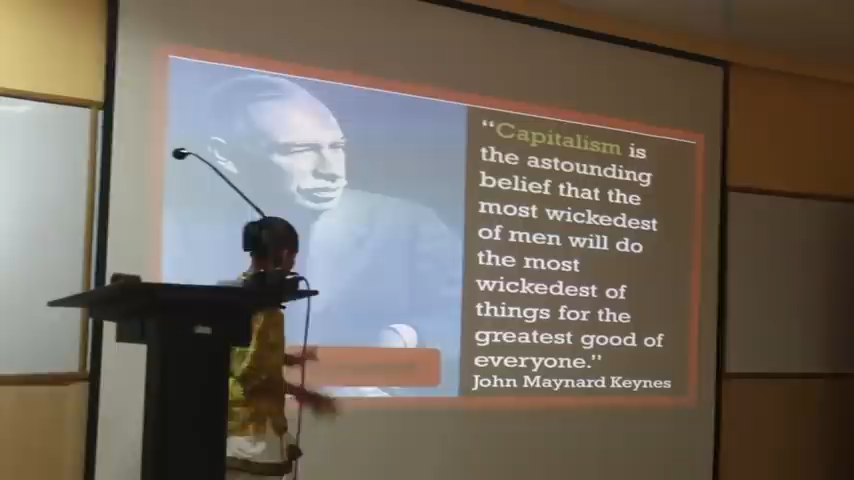 “Capitalism is
the astounding
belief that the
most wickedest
of men will do
the most
wickedest of
things for the
greatest good of
everyone.”
John Maynard Keynes